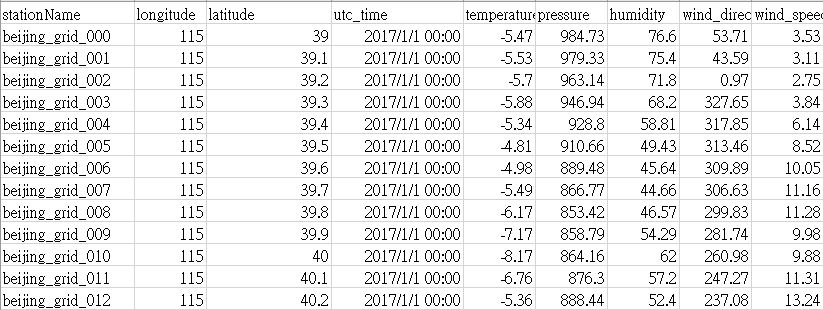 stationName longitude latitude utc_time temperature pressure humidity wind_direc wind_speed
beijing_grid_000 115 39 2017/1/1 00:00 -5.47 984.73 76.6 53.71 3.53
beijing_grid_001 115 39.1 2017/1/1 00:00 -5.53 979.33 75.4 43.59 3.11
beijing_grid_002 115 39.2 2017/1/1 00:00 -5.7 963.14 71.8 0.97 2.75
beijing_grid_003 115 39.3 2017/1/1 00:00 -5.88 946.94 68.2 327.65 3.84
beijing_grid_004 115 39.4 2017/1/1 00:00 -5.34 928.8 58.81 317.85 6.14
beijing_grid_005 115 39.5 2017/1/1 00:00 -4.81 910.66 49.43 313.46 8.52
beijing_grid_006 115 39.6 2017/1/1 00:00 -4.98 889.48 45.64 309.89 10.05
beijing_grid_007 115 39.7 2017/1/1 00:00 -5.49 866.77 44.66 306.63 11.16
beijing_grid_008 115 39.8 2017/1/1 00:00 -6.17 853.42 46.57 299.83 11.28
beijing_grid_009 115 39.9 2017/1/1 00:00 -7.17 858.79 54.29 281.74 9.98
beijing_grid_010 115 40 2017/1/1 00:00 -8.17 864.16 62 260.98 9.88
beijing_grid_011 115 40.1 2017/1/1 00:00 -6.76 876.3 57.2 247.27 11.31
beijing_grid_012 115 40.2 2017/1/1 00:00 -5.36 888.44 52.4 237.08 13.24